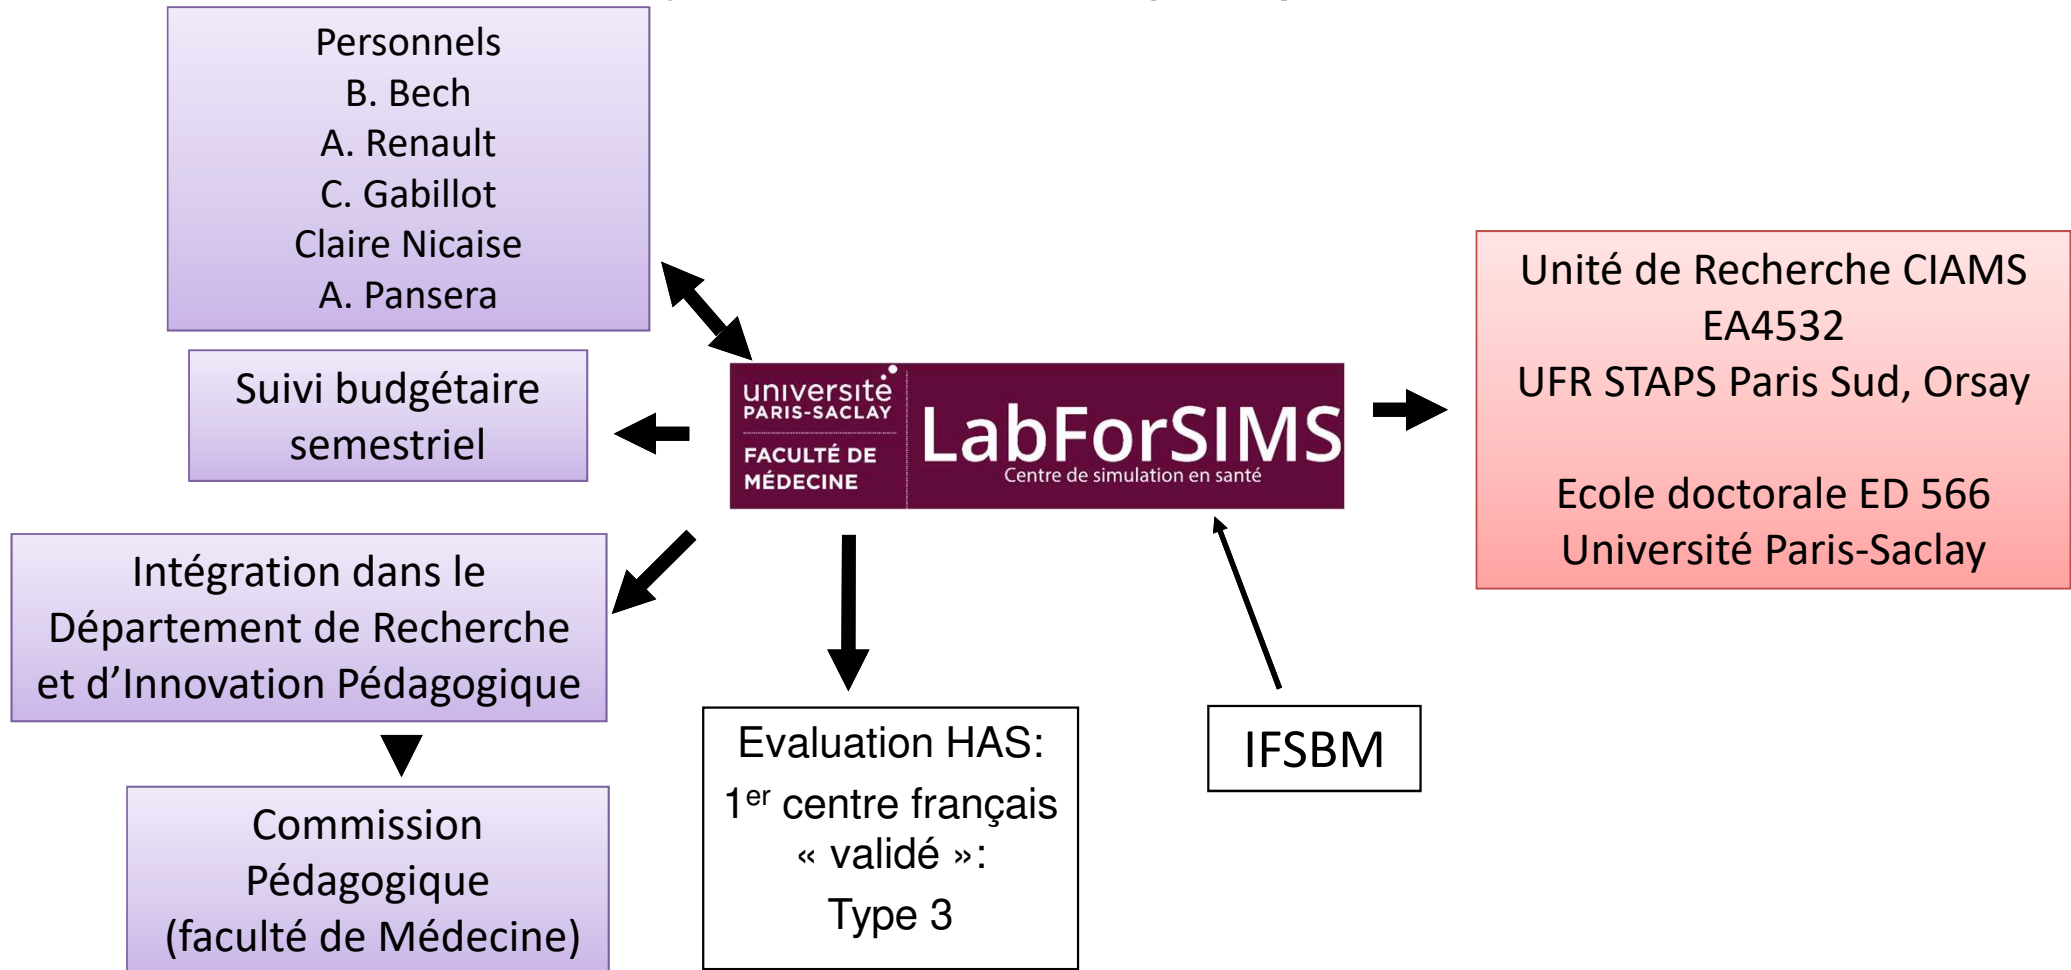 Personnels
B. Bech
A. Renault
C. Gabillot
Claire Nicaise
A. Pansera
Suivi budgétaire
semestriel
Intégration dans le
Département de Recherche
et d’Innovation Pédagogique
Commission
Pédagogique
(faculté de Médecine)
université
PARIS-SACLAY
FACULTÉ DE
MÉDECINE
LabForSIMS
Centre de simulation en santé
Evaluation HAS:
1er centre français
« validé »:
Type 3
IFSBM
Unité de Recherche CIAMS
EA4532
UFR STAPS Paris Sud, Orsay
Ecole doctorale ED 566
Université Paris-Saclay